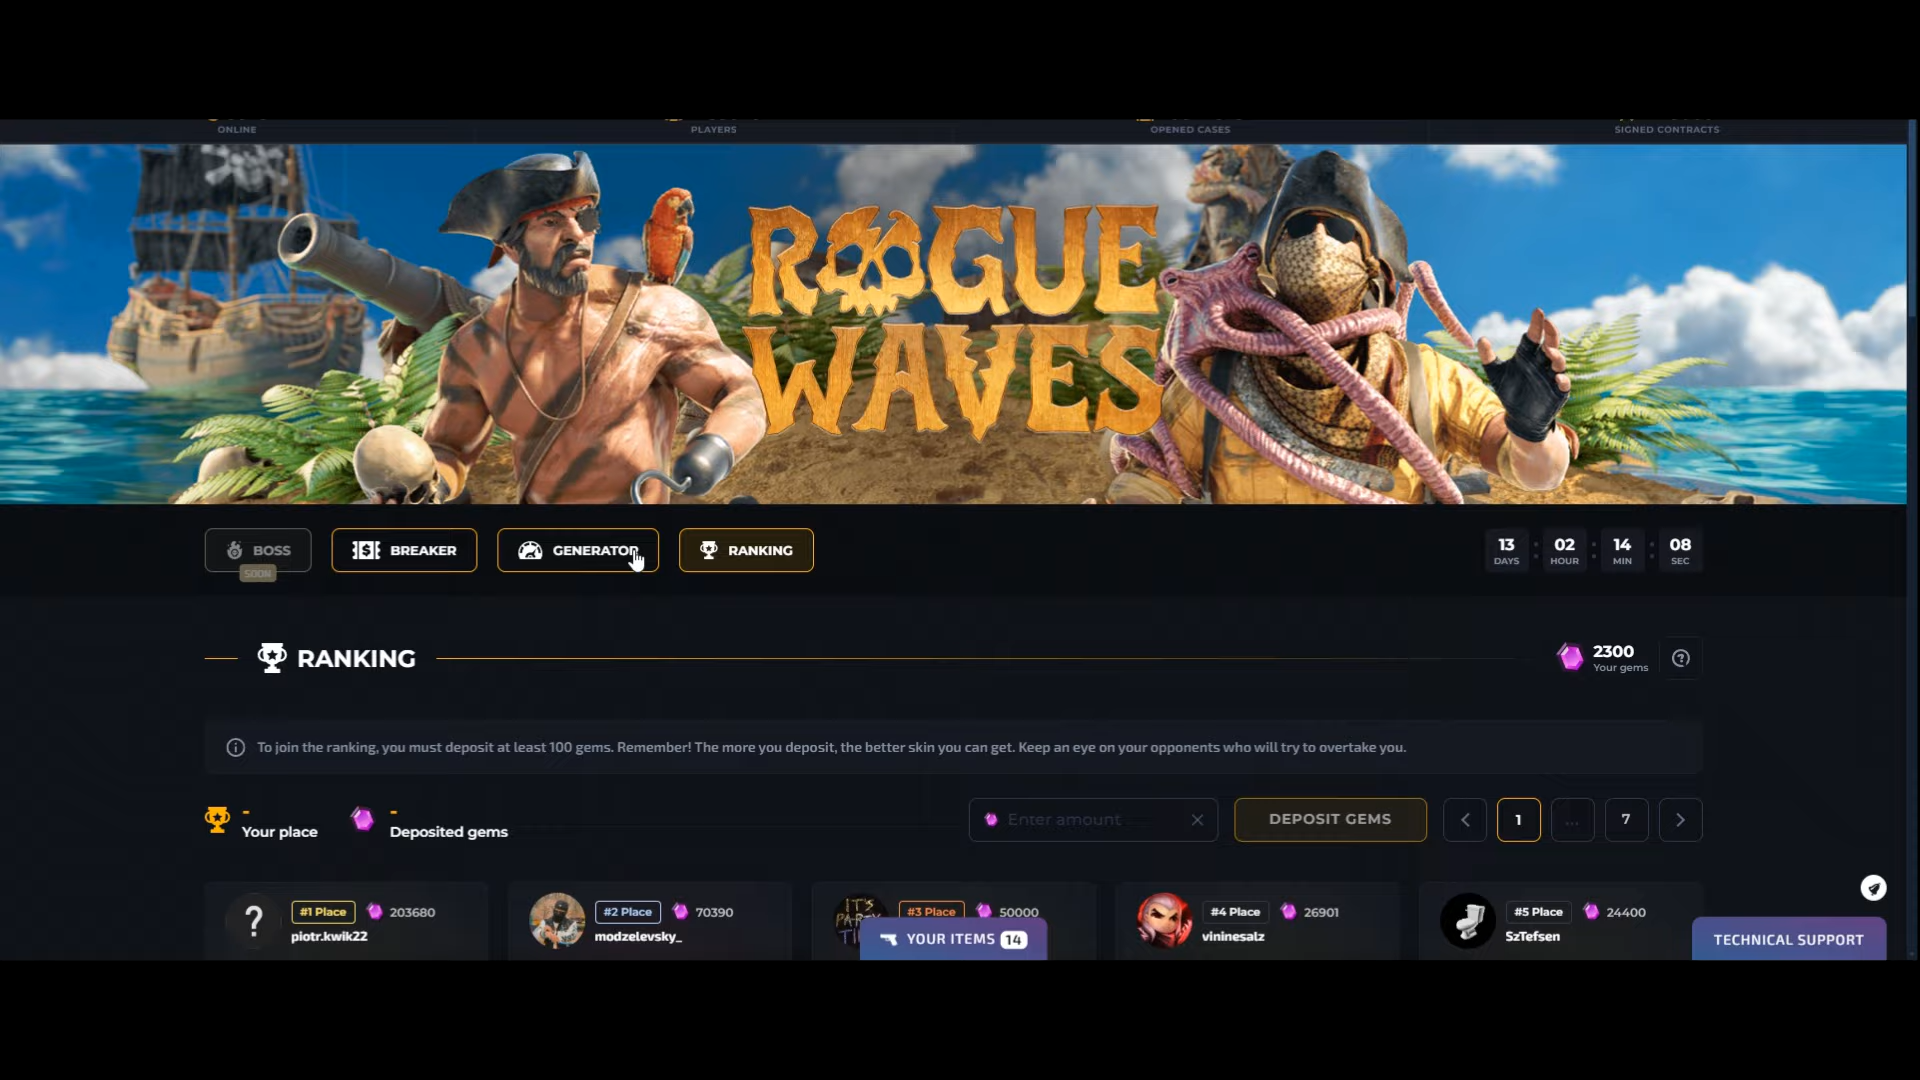 ONLINE
PLAYERS
OPENED CASES
SIGNED CONTRACTS
ROGUE
WAVES
BOSS
SOON
BREAKER
GENERATOR
RANKING
13
DAYS
:
02
HOUR
:
14
MIN
:
08
SEC
RANKING
2300
Your gems
To join the ranking, you must deposit at least 100 gems. Remember! The more you deposit, the better skin you can get. Keep an eye on your opponents who will try to overtake you.
-
Your place
-
Deposited gems
Enter amount
DEPOSIT GEMS
1
...
7
#1 Place
203680
piotr.kwik22
#2 Place
70390
modzelevsky_
IT'S
PARTY
#3 Place
50000
#4 Place
26901
vininesalz
#5 Place
24400
SzTefsen
YOUR ITEMS 14
TECHNICAL SUPPORT